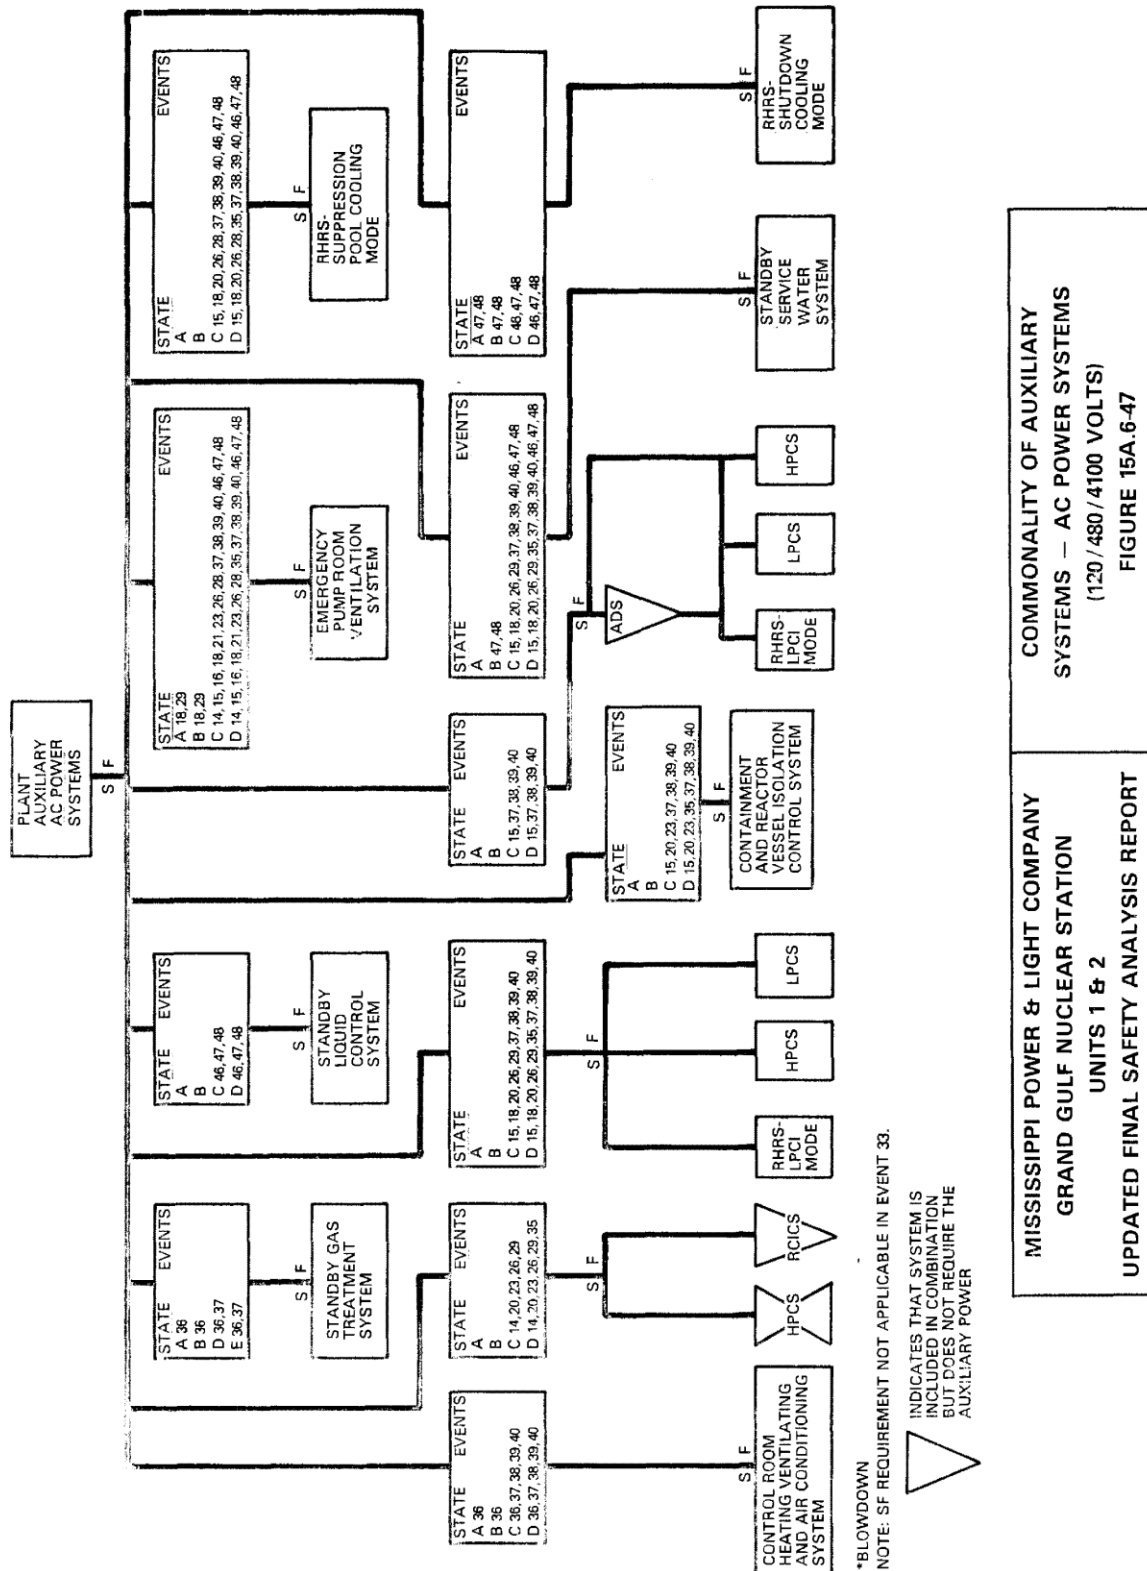 PLANT
AUXILIARY
AC POWER
SYSTEMS
S F
STATE EVENTS
A 36
B 36
D 36,37
E 36,37
S F
STANDBY GAS
TREATMENT
SYSTEM
STATE EVENTS
A
B
C 46,47,48
D 46,47,48
S F
STANDBY
LIQUID
CONTROL
SYSTEM
STATE EVENTS
A 18,29
B 18,29
C 14,15,16,18,21,23,26,28,37,38,39,40,46,47,48
D 14,15,16,18,21,23,26,28,35,37,38,39,40,46,47,48
S F
EMERGENCY
PUMP ROOM
VENTILATION
SYSTEM
STATE EVENTS
A
B
C 15,18,20,26,28,37,38,39,40,46,47,48
D 15,18,20,26,28,35,37,38,39,40,46,47,48
S F
RHRS-
SUPPRESSION
POOL COOLING
MODE
STATE EVENTS
A 36
B 36
C 36,37,38,39,40
D 36,37,38,39,40
S F
CONTROL ROOM
HEATING VENTILATING
AND AIR CONDITIONING
SYSTEM
STATE EVENTS
A
B
C 14,20,23,26,29
D 14,20,23,26,29,35
S F
HPCS
RCICS
STATE EVENTS
A
B
C 15,18,20,26,29,37,38,39,40
D 15,18,20,26,29,35,37,38,39,40
S F
RHRS-
LPCI
MODE
HPCS
LPCS
STATE EVENTS
A
B
C 15,20,23,37,38,39,40
D 15,20,23,35,37,38,39,40
S F
CONTAINMENT
AND REACTOR
VESSEL ISOLATION
CONTROL SYSTEM
STATE EVENTS
A
B
C 15,37,38,39,40
D 15,37,38,39,40
S F
ADS
RHRS-
LPCI
MODE
LPCS
HPCS
STATE EVENTS
A
B 47,48
C 15,18,20,26,29,37,38,39,40,46,47,48
D 15,18,20,26,29,35,37,38,39,40,46,47,48
S F
STANDBY
SERVICE
WATER
SYSTEM
STATE EVENTS
A 47,48
B 47,48
C 46,47,48
D 46,47,48
S F
RHRS-
SHUTDOWN
COOLING
MODE
*BLOWDOWN
NOTE: SF REQUIREMENT NOT APPLICABLE IN EVENT 33.
INDICATES THAT SYSTEM IS
INCLUDED IN COMBINATION
BUT DOES NOT REQUIRE THE
AUXILIARY POWER
MISSISSIPPI POWER & LIGHT COMPANY
GRAND GULF NUCLEAR STATION
UNITS 1 & 2
UPDATED FINAL SAFETY ANALYSIS REPORT
COMMONALITY OF AUXILIARY
SYSTEMS — AC POWER SYSTEMS
(120/480/4100 VOLTS)
FIGURE 15A.6-47